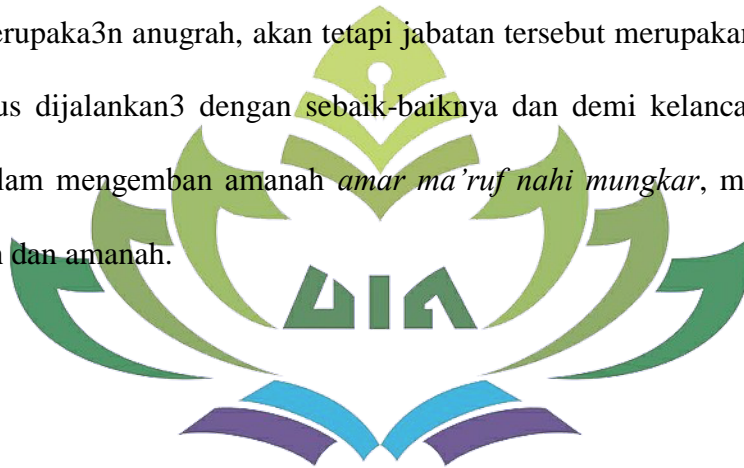 erupaka3n anugrah, akan tetapi jabatan tersebut merupakan
us dijalankan3 dengan sebaik-baiknya dan demi kelanca
lam mengemban amanah amar ma’ruf nahi mungkar, m
n dan amanah.
UIN